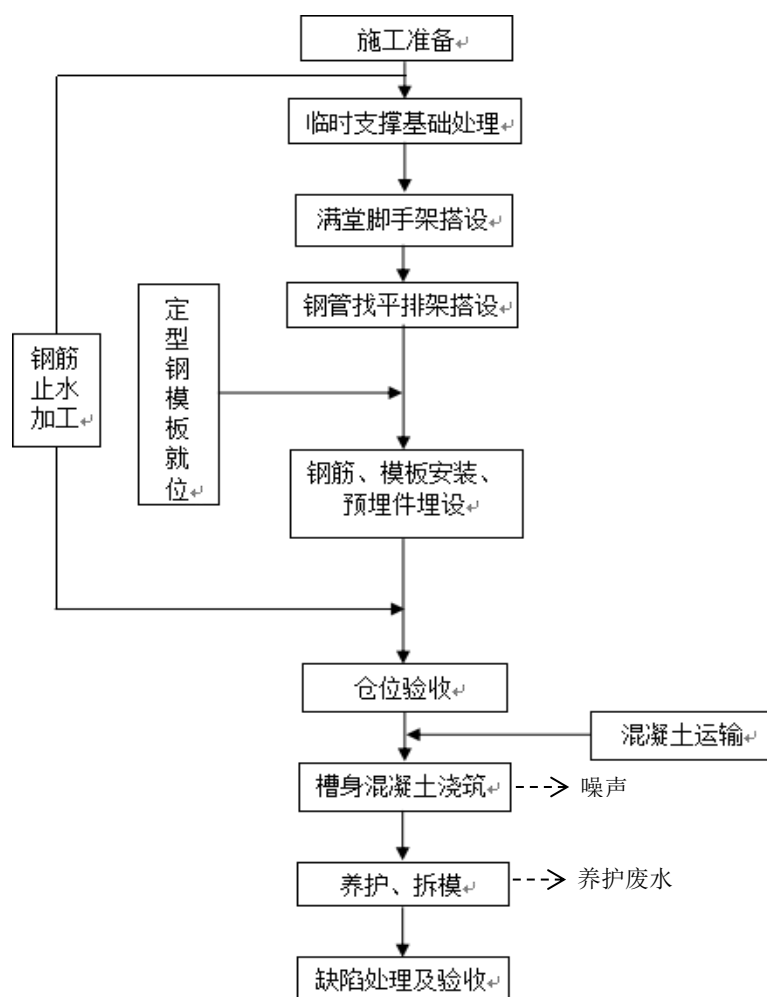 施工准备
临时支撑基础处理
满堂脚手架搭设
钢管找平排架搭设
定
型
钢
模
板
就
位
钢筋
止水
加工
钢筋、模板安装、
预埋件埋设
仓位验收
混凝土运输
槽身混凝土浇筑
噪声
养护、拆模
养护废水
缺陷处理及验收